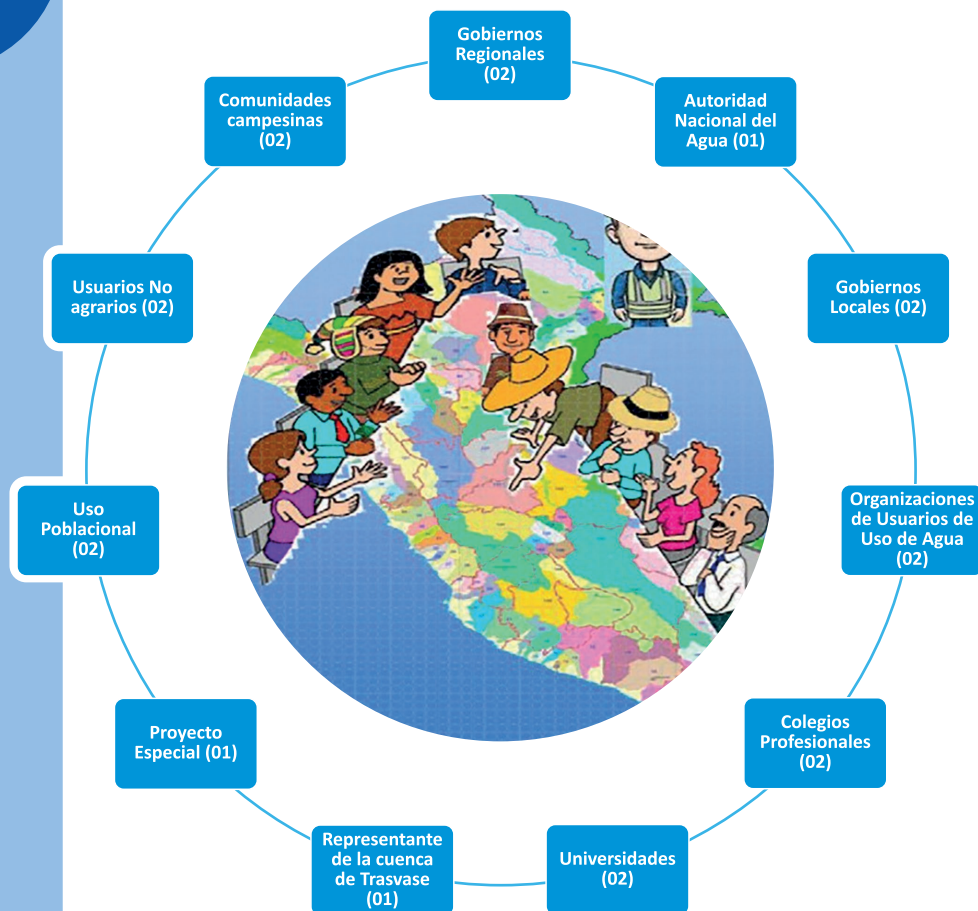 Gobiernos
Regionales
(02)
Autoridad
Nacional del
Agua (01)
Gobiernos
Locales (02)
Organizaciones
de Usuarios de
Uso de Agua
(02)
Colegios
Profesionales
(02)
Universidades
(02)
Representante
de la cuenca
de Trasvase
(01)
Proyecto
Especial (01)
Uso
Poblacional
(02)
Usuarios No
agrarios (02)
Comunidades
campesinas
(02)